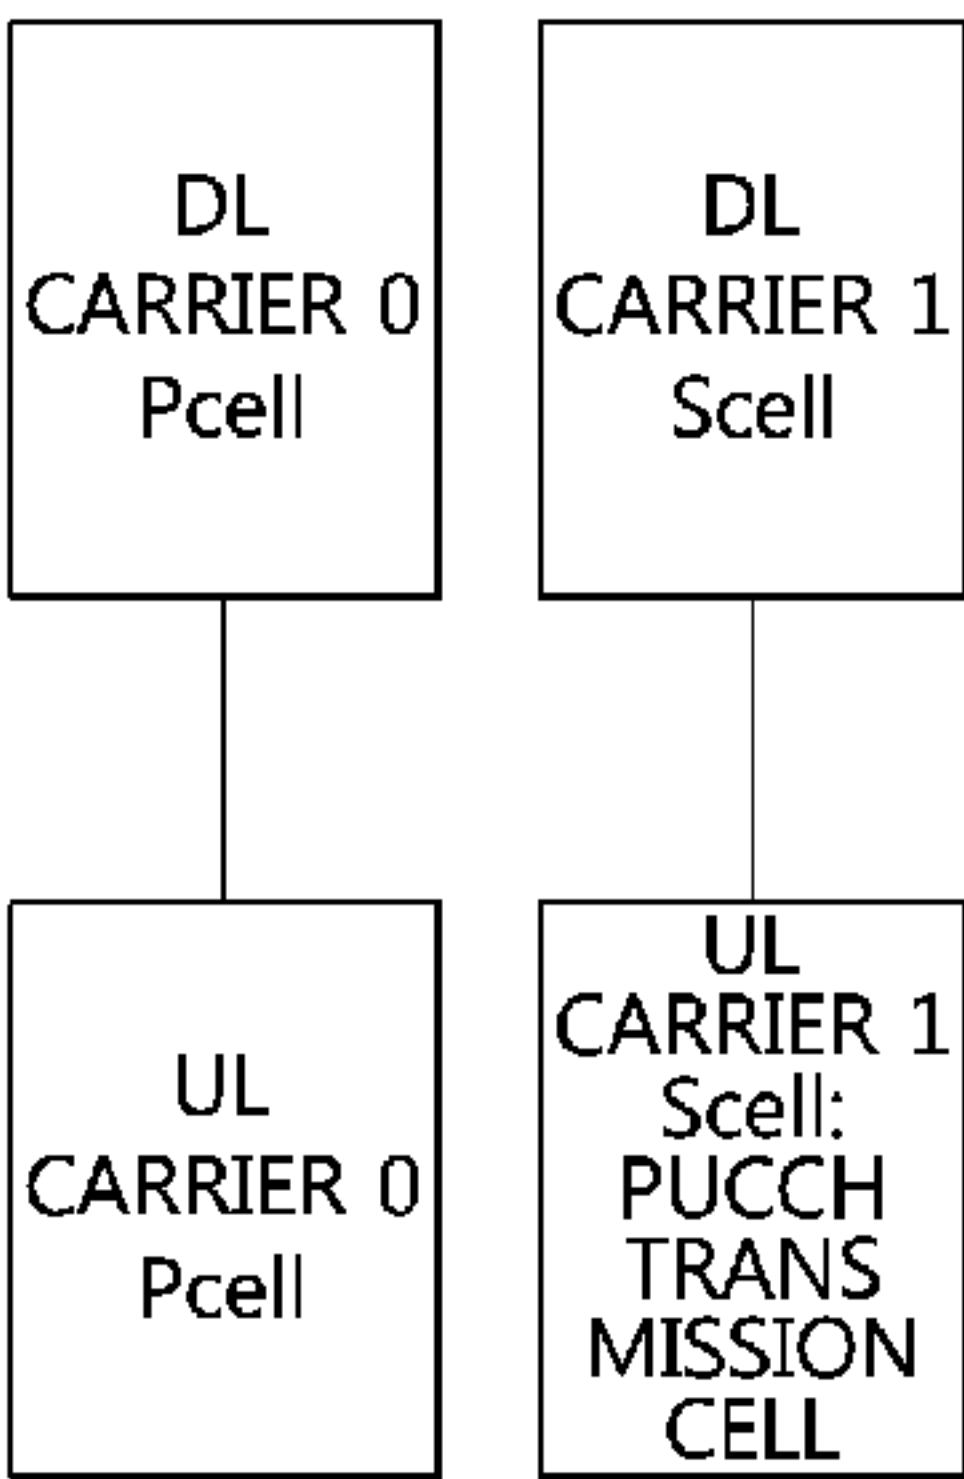 DL
CARRIER 0
Pcell
DL
CARRIER 1
Scell
UL
CARRIER 0
Pcell
UL
CARRIER 1
Scell:
PUCCH
TRANS
MISSION
CELL